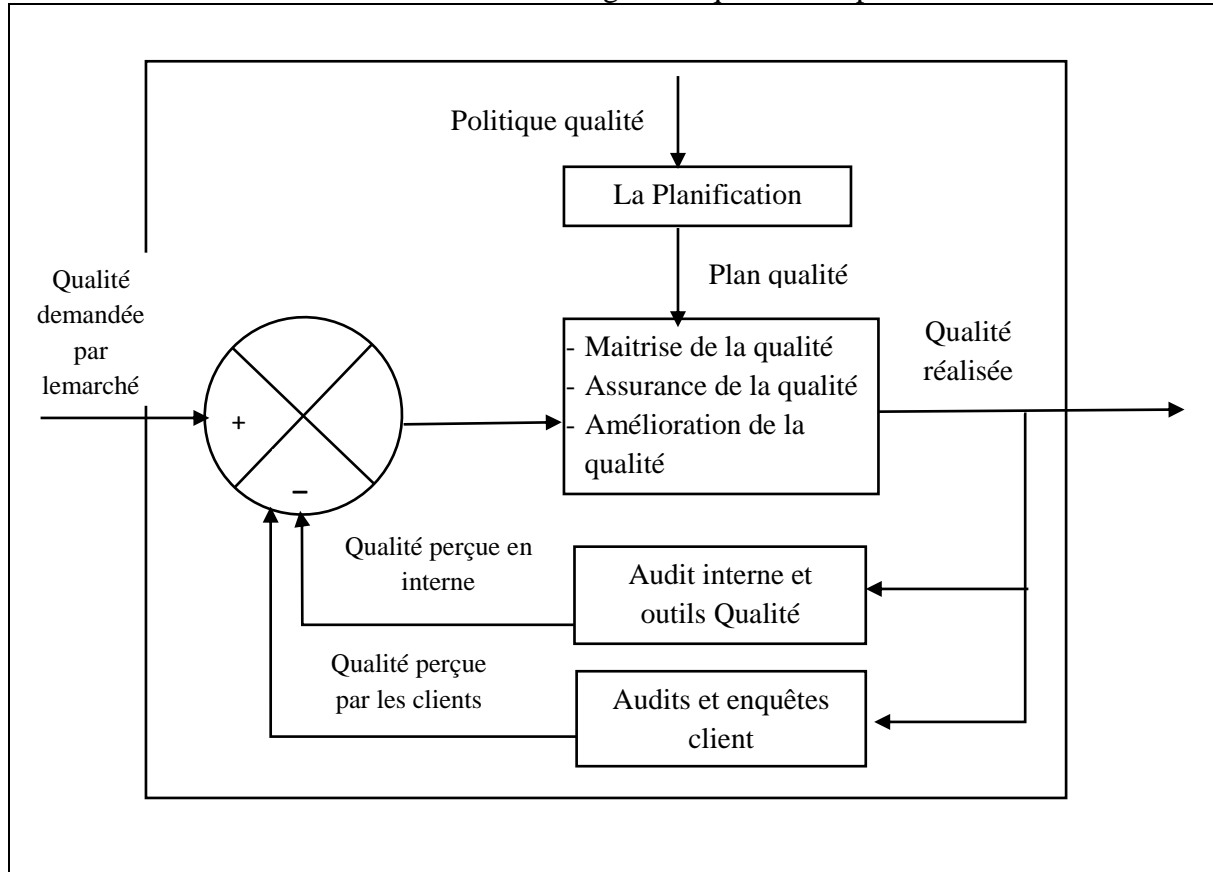 Politique qualité
La Planification
Plan qualité
Qualité
demandée
par
lemarché
+
-
- Maitrise de la qualité
- Assurance de la qualité
- Amélioration de la
qualité
Qualité
réalisée
Qualité perçue en
interne
Audit interne et
outils Qualité
Qualité perçue
par les clients
Audits et enquêtes
client